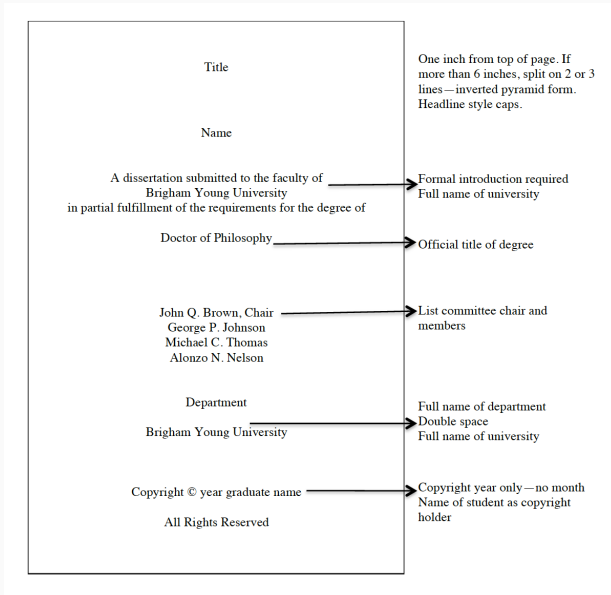 Title
One inch from top of page. If
more than 6 inches, split on 2 or 3
lines—inverted pyramid form.
Headline style caps.
Name
A dissertation submitted to the faculty of
Brigham Young University
in partial fulfillment of the requirements for the degree of
Formal introduction required
Full name of university
Doctor of Philosophy
Official title of degree
John Q. Brown, Chair
George P. Johnson
Michael C. Thomas
Alonzo N. Nelson
List committee chair and
members
Department
Brigham Young University
Full name of department
Double space
Full name of university
Copyright © year graduate name
All Rights Reserved
Copyright year only—no month
Name of student as copyright
holder